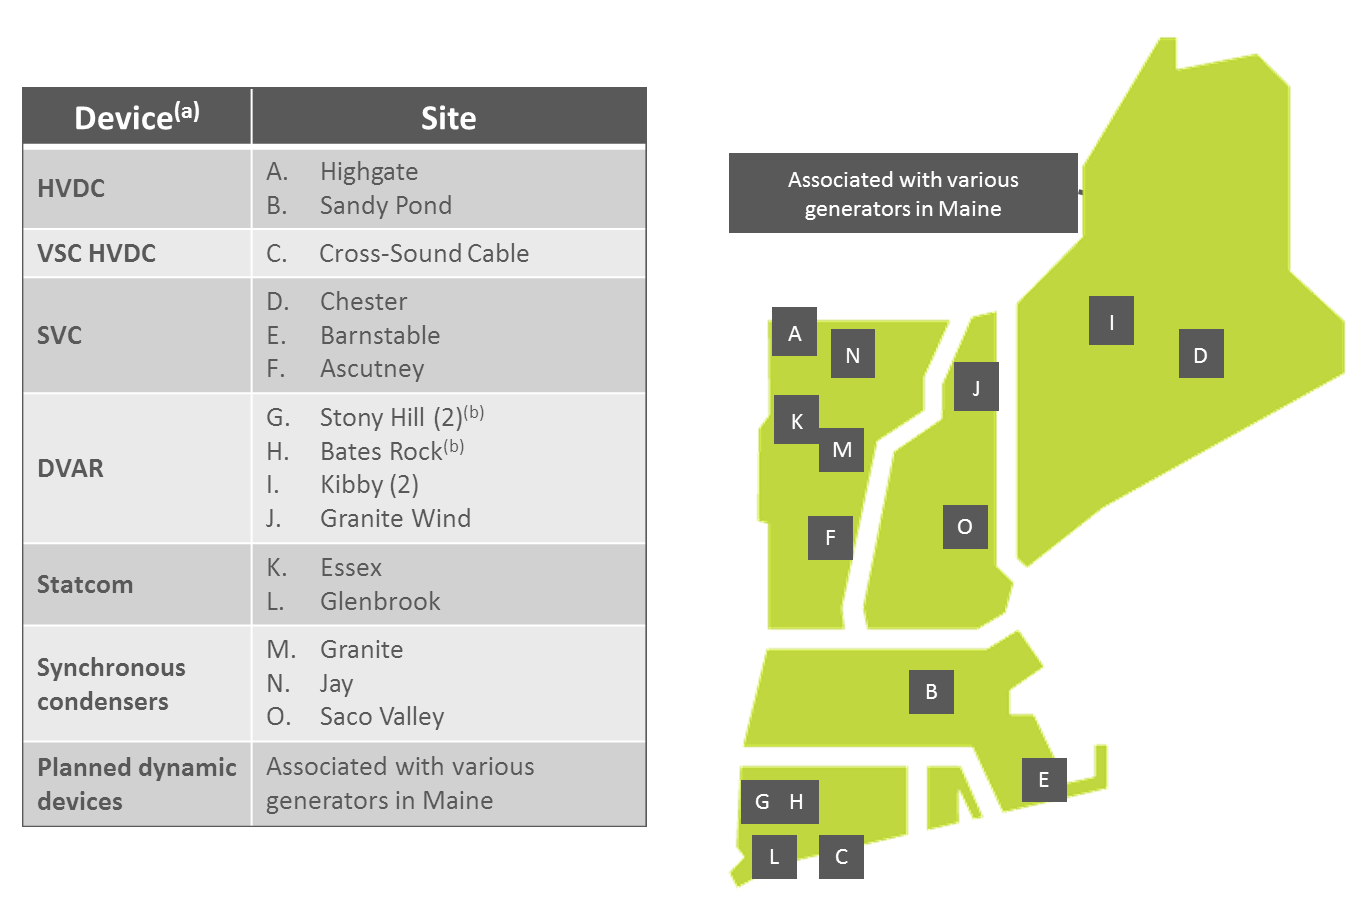 Device(a) Site
HVDC
A. Highgate
B. Sandy Pond
VSC HVDC
C. Cross-Sound Cable
SVC
D. Chester
E. Barnstable
F. Ascutney
DVAR
G. Stony Hill (2)(b)
H. Bates Rock(b)
I. Kibby (2)
J. Granite Wind
Statcom
K. Essex
L. Glenbrook
Synchronous
condensers
M. Granite
N. Jay
O. Saco Valley
Planned dynamic
devices
Associated with various
generators in Maine
Associated with various
generators in Maine
I
A
N
D
J
K
M
O
F
B
E
G H
L
C